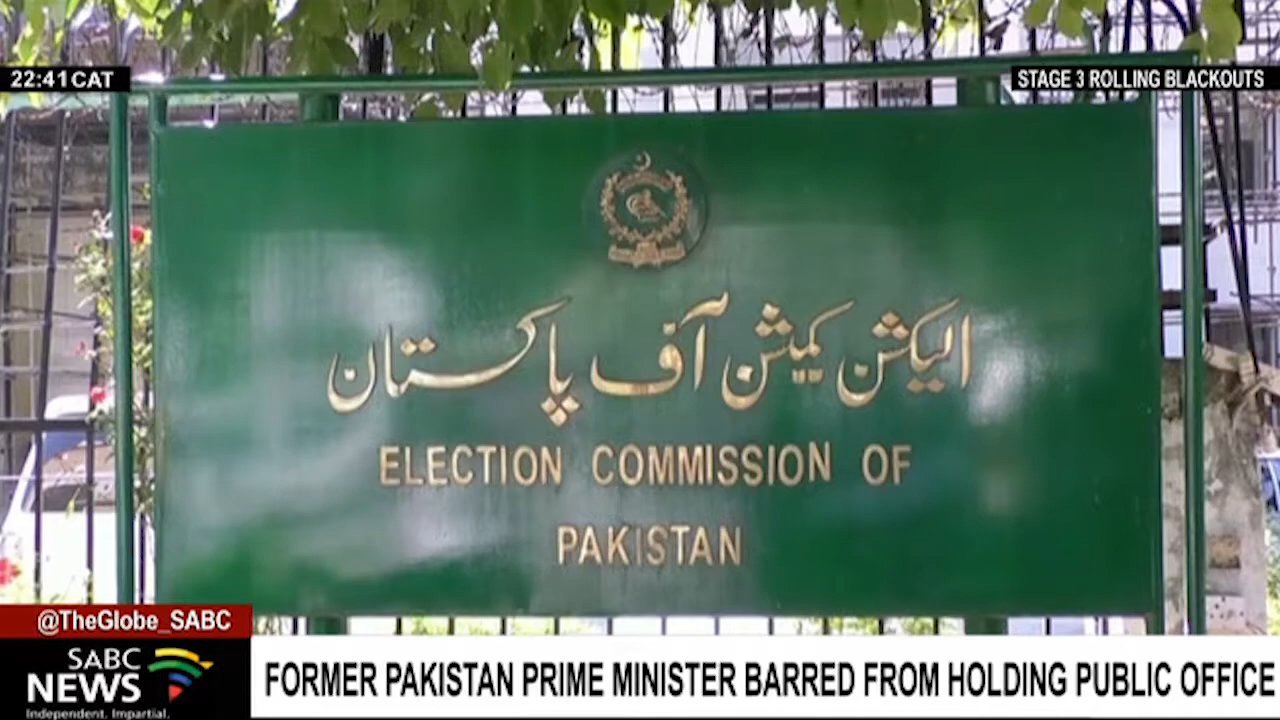 22:41 CAT
STAGE 3 ROLLING BLACKOUTS
الیکشن کمیشن آف پاکستان
ELECTION COMMISSION OF
PAKISTAN
@TheGlobe_SABC
SABC
NEWS
Independent. Impartial.
FORMER PAKISTAN PRIME MINISTER BARRED FROM HOLDING PUBLIC OFFICE